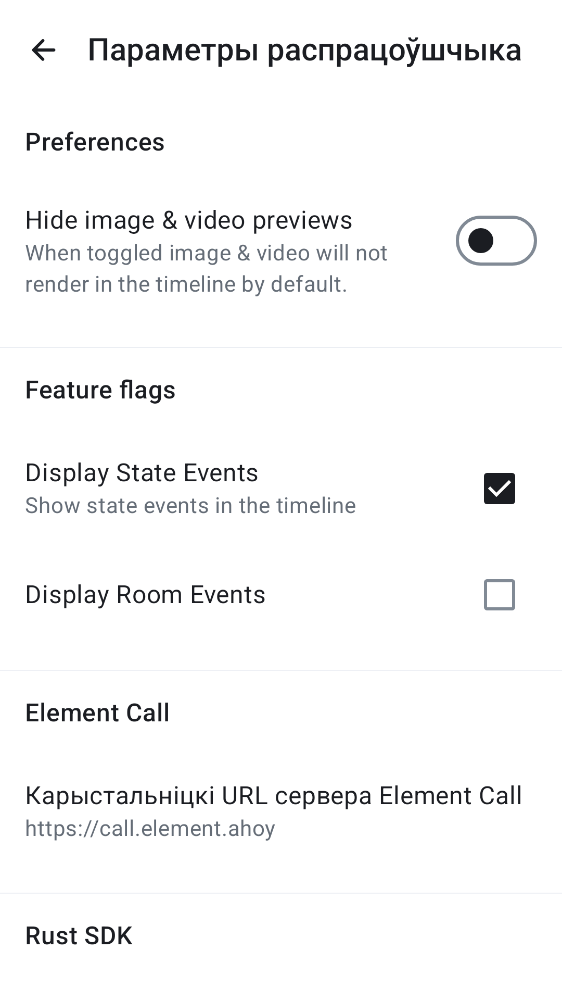 Параметры распрацоўшчыка
Preferences
Hide image & video previews
When toggled image & video will not
render in the timeline by default.
Feature flags
Display State Events
Show state events in the timeline
Display Room Events
Element Call
Карыстальніцкі URL сервера Element Call
https://call.element.ahoy
Rust SDK